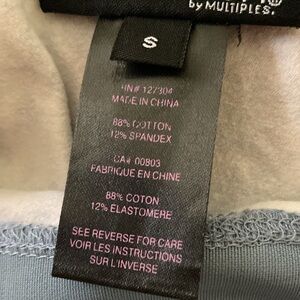 by MULTIPLES.
S
RN# 127304
MADE IN CHINA
88% COTTON
12% SPANDEX
CA# 00803
FABRIQUE EN CHINE
88% COTON
12% ELASTOMERE
SEE REVERSE FOR CARE
VOIR LES INSTRUCTIONS
SUR L'INVERSE